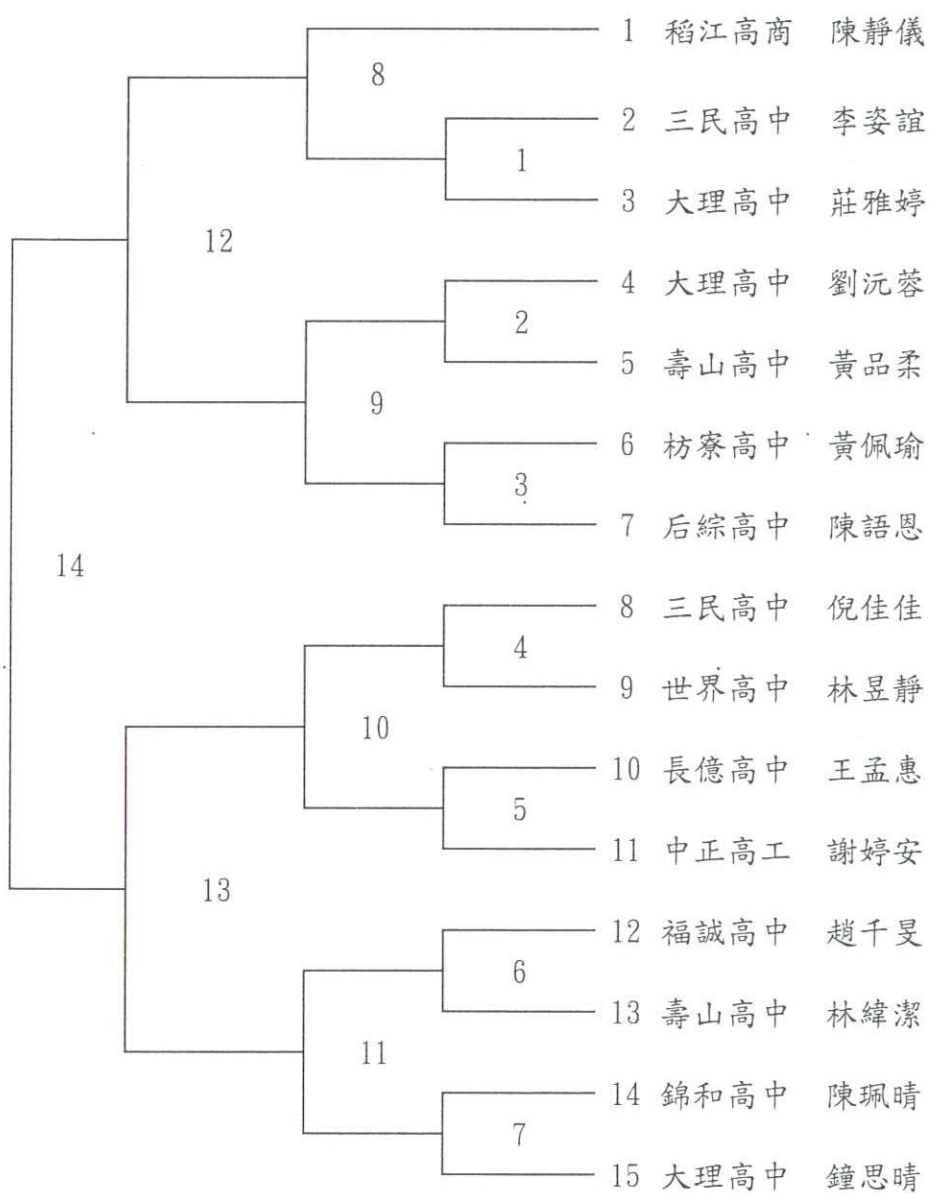 1 稻江高商 陳靜儀
8
2 三民高中 李姿誼
1
3 大理高中 莊雅婷
12
4 大理高中 劉沅蓉
2
5 壽山高中 黃品柔
9
6 枋寮高中 黃佩瑜
3
7 后綜高中 陳語恩
14
8 三民高中 倪佳佳
4
9 世界高中 林昱靜
10
10 長億高中 王孟惠
5
11 中正高工 謝婷安
13
12 福誠高中 趙千旻
6
13 壽山高中 林緯潔
11
14 錦和高中 陳珮晴
7
15 大理高中 鐘思晴